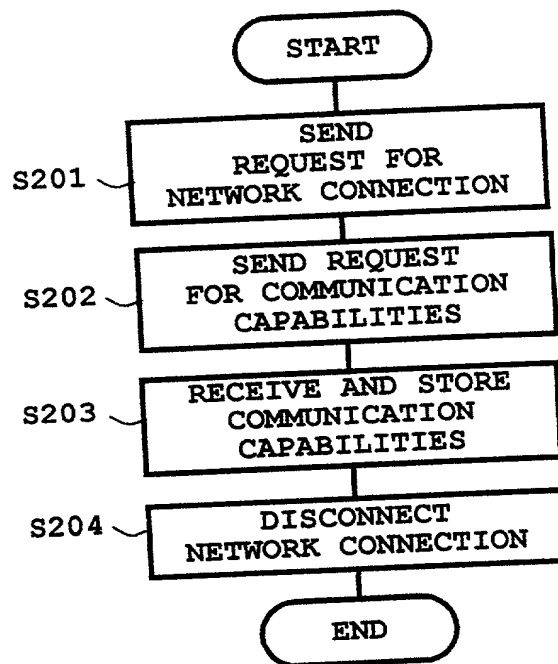 START
SEND
REQUEST FOR
NETWORK CONNECTION
S201
SEND REQUEST
FOR COMMUNICATION
CAPABILITIES
S202
RECEIVE AND STORE
COMMUNICATION
CAPABILITIES
S203
DISCONNECT
NETWORK CONNECTION
S204
END